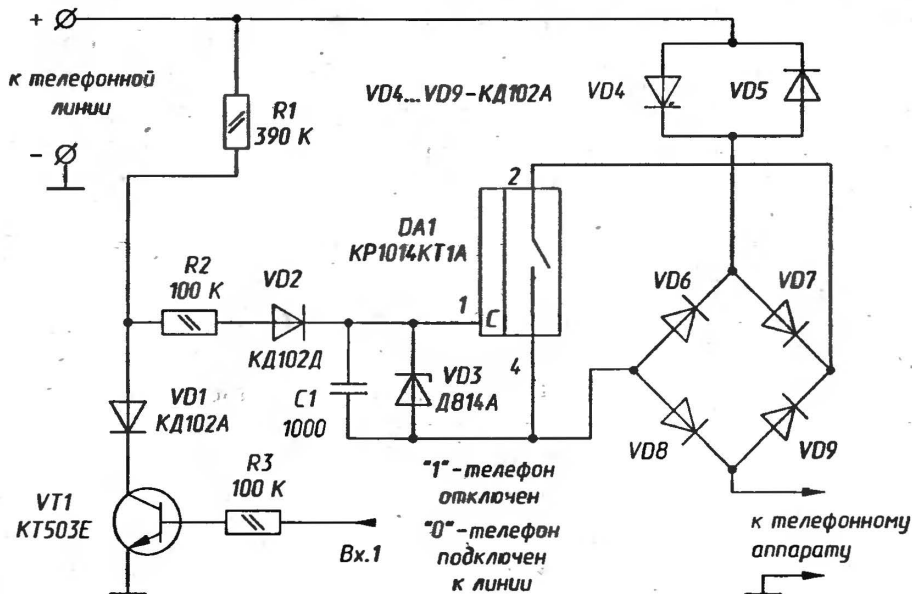 +
к телефонной
линии
-
R1
390 К
VD4...VD9-КД102А
VD4
VD5
2
DA1
КР1014КТ1А
R2
100 К
VD2
КД102Д
1
С
4
VD6
VD7
VD1
КД102А
C1
1000
VD3
Д814А
VD8
VD9
VT1
КТ503Е
R3
100 К
Вх.1
"1"-телефон
отключен
"0"-телефон
подключен
к линии
к телефонному
аппарату